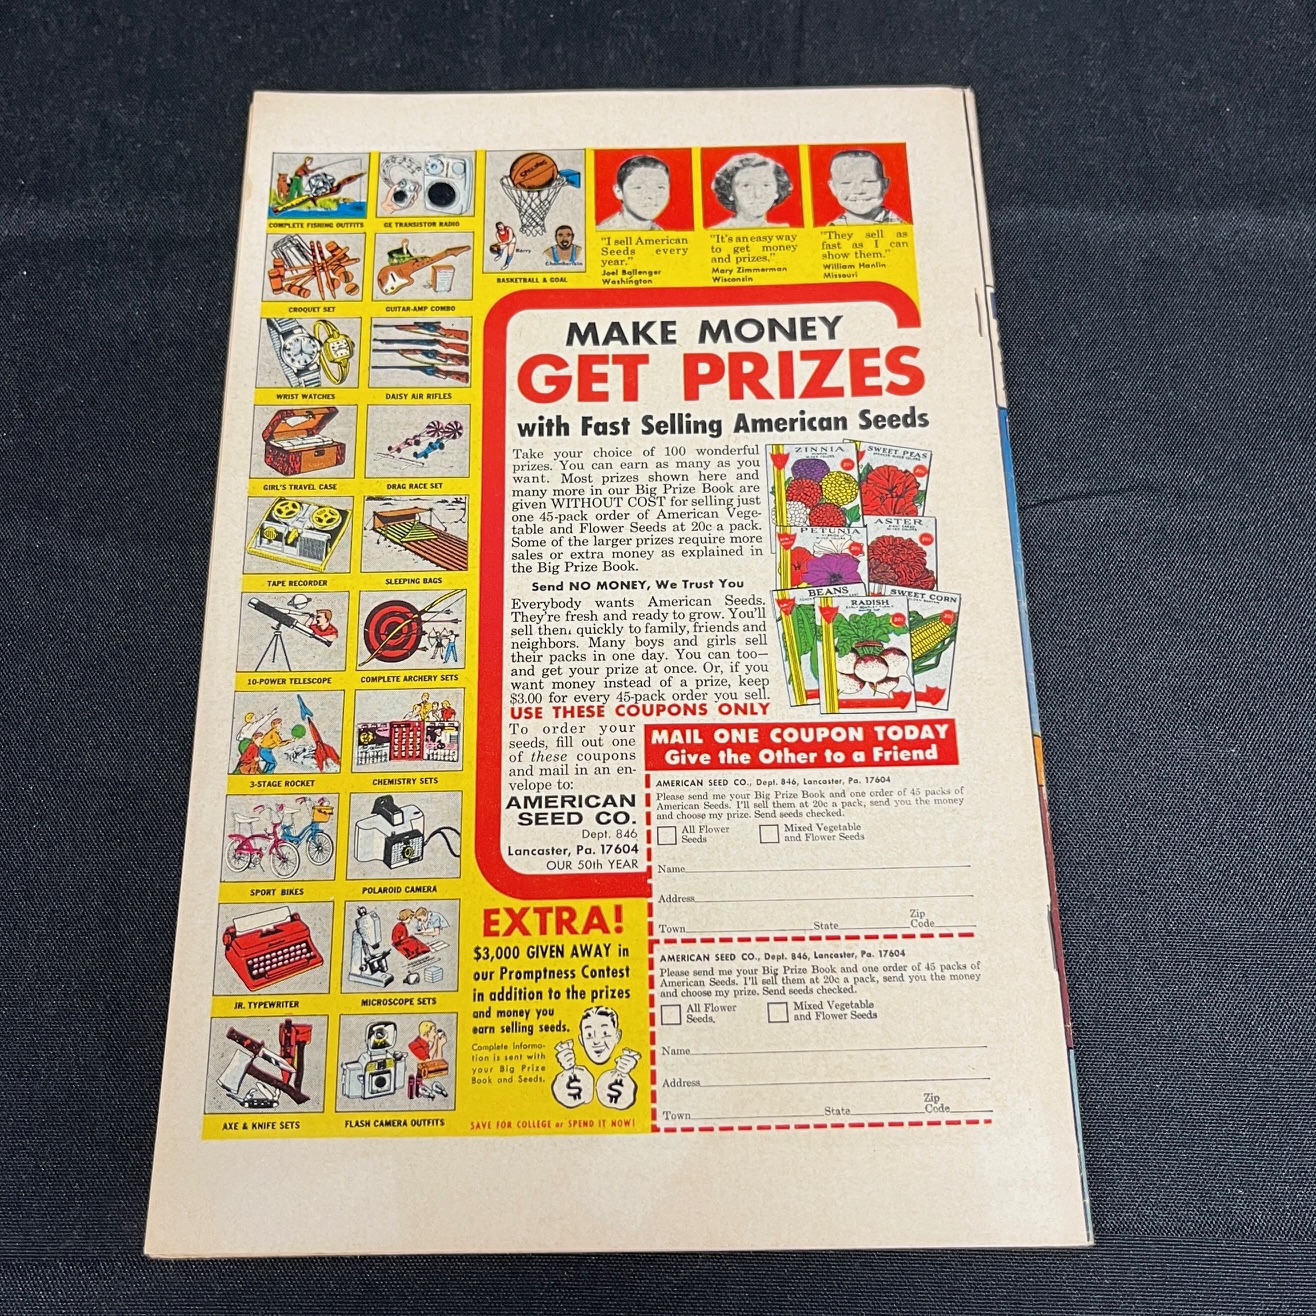 COMPLETE FISHING OUTFITS
GE TRANSISTOR RADIO
SPALDING
Barry
Chamberlain
BASKETBALL & GOAL
"I sell American
Seeds every
year."
Joel Ballenger
Washington
"It's an easy way
to get money
and prizes."
Mary Zimmerman
Wisconsin
"They sell as
fast as I can
show them."
William Hanlin
Missouri
CROQUET SET
GUITAR-AMP COMBO
WRIST WATCHES
DAISY AIR RIFLES
GIRL'S TRAVEL CASE
DRAG RACE SET
TAPE RECORDER
SLEEPING BAGS
10-POWER TELESCOPE
COMPLETE ARCHERY SETS
3-STAGE ROCKET
CHEMISTRY SETS
SPORT BIKES
POLAROID CAMERA
JR. TYPEWRITER
MICROSCOPE SETS
AXE & KNIFE SETS
FLASH CAMERA OUTFITS
MAKE MONEY
GET PRIZES
with Fast Selling American Seeds
Take your choice of 100 wonderful
prizes. You can earn as many as you
want. Most prizes shown here and
many more in our Big Prize Book are
given WITHOUT COST for selling just
one 45-pack order of American Vege-
table and Flower Seeds at 20c a pack.
Some of the larger prizes require more
sales or extra money as explained in
the Big Prize Book.
Send NO MONEY, We Trust You
Everybody wants American Seeds.
They're fresh and ready to grow. You'll
sell them quickly to family, friends and
neighbors. Many boys and girls sell
their packs in one day. You can too—
and get your prize at once. Or, if you
want money instead of a prize, keep
$3.00 for every 45-pack order you sell.
ZINNIA
SWEET PEAS
PETUNIA
ASTER
BEANS
RADISH
SWEET CORN
USE THESE COUPONS ONLY
To order your
seeds, fill out one
of these coupons
and mail in an en-
velope to:
AMERICAN
SEED CO.
Dept. 846
Lancaster, Pa. 17604
OUR 50th YEAR
MAIL ONE COUPON TODAY
Give the Other to a Friend
AMERICAN SEED CO., Dept. 846, Lancaster, Pa. 17604
Please send me your Big Prize Book and one order of 45 packs of
American Seeds. I'll sell them at 20c a pack, send you the money
and choose my prize. Send seeds checked.
All Flower
Seeds
Mixed Vegetable
and Flower Seeds
Name
Address
Town State Zip Code
AMERICAN SEED CO., Dept. 846, Lancaster, Pa. 17604
Please send me your Big Prize Book and one order of 45 packs of
American Seeds. I'll sell them at 20c a pack, send you the money
and choose my prize. Send seeds checked.
All Flower
Seeds,
Mixed Vegetable
and Flower Seeds
Name
Address
Town State Zip Code
EXTRA!
$3,000 GIVEN AWAY in
our Promptness Contest
in addition to the prizes
and money you
earn selling seeds.
Complete informa-
tion is sent with
your Big Prize
Book and Seeds.
$ $
SAVE FOR COLLEGE or SPEND IT NOW!